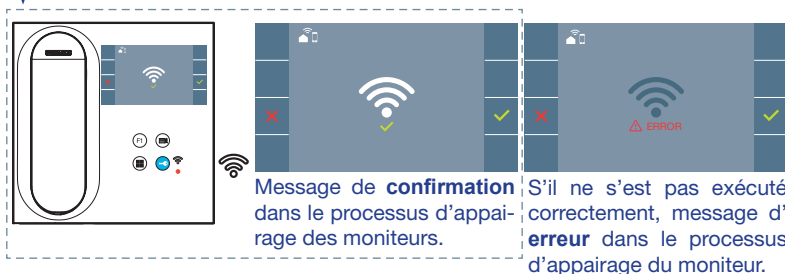 F1
ERROR
Message de confirmation
dans le processus d'appai-
rage des moniteurs.
S'il ne s'est pas exécuté
correctement, message d'
erreur dans le processus
d'appairage du moniteur.